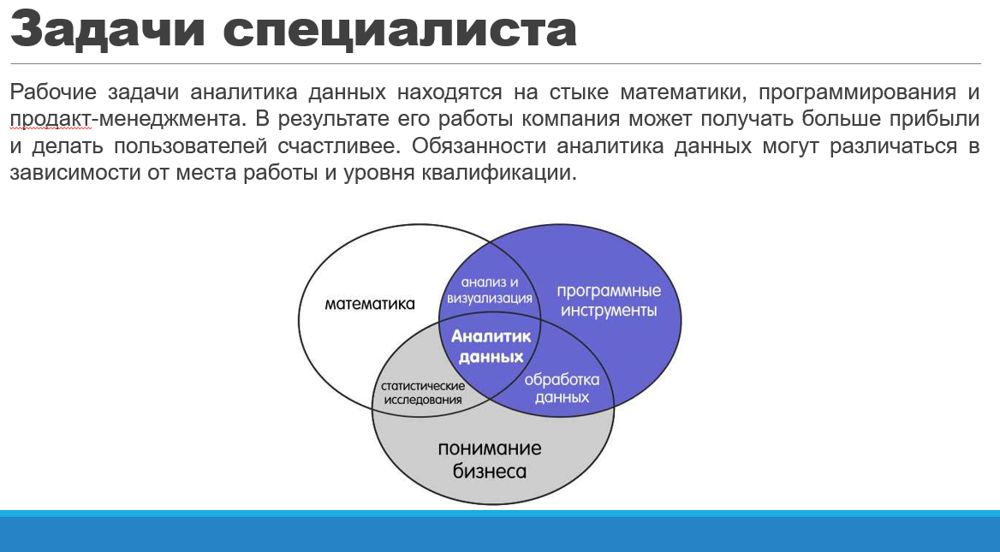 Задачи специалиста
Рабочие задачи аналитика данных находятся на стыке математики, программирования и
продакт-менеджмента. В результате его работы компания может получать больше прибыли
и делать пользователей счастливее. Обязанности аналитика данных могут различаться в
зависимости от места работы и уровня квалификации.
математика
анализ и
визуализация
программные
инструменты
Аналитик
данных
статистические
исследования
обработка
данных
понимание
бизнеса